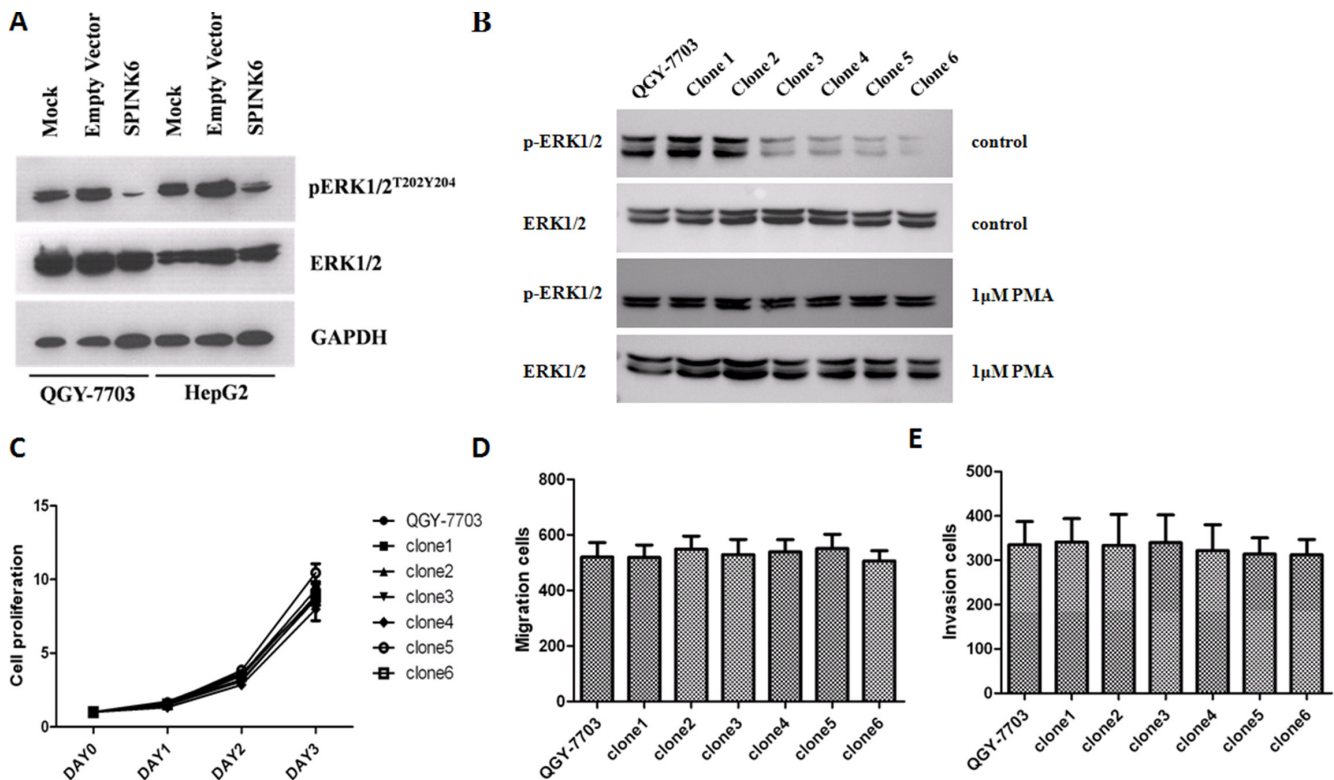 A
Mock
Empty Vector
SPINK6
Mock
Empty Vector
SPINK6
pERK1/2T202Y204
ERK1/2
GAPDH
QGY-7703
HepG2
B
QGY-7703
Clone 1
Clone 2
Clone 3
Clone 4
Clone 5
Clone 6
p-ERK1/2
control
ERK1/2
control
p-ERK1/2
1μM PMA
ERK1/2
1μM PMA
C
Cell proliferation
15
10
5
0
DAY0
DAY1
DAY2
DAY3
QGY-7703
clone1
clone2
clone3
clone4
clone5
clone6
D
Migration cells
800
600
400
200
0
QGY-7703
clone1
clone2
clone3
clone4
clone5
clone6
E
Invasion cells
500
400
300
200
100
0
QGY-7703
clone1
clone2
clone3
clone4
clone5
clone6